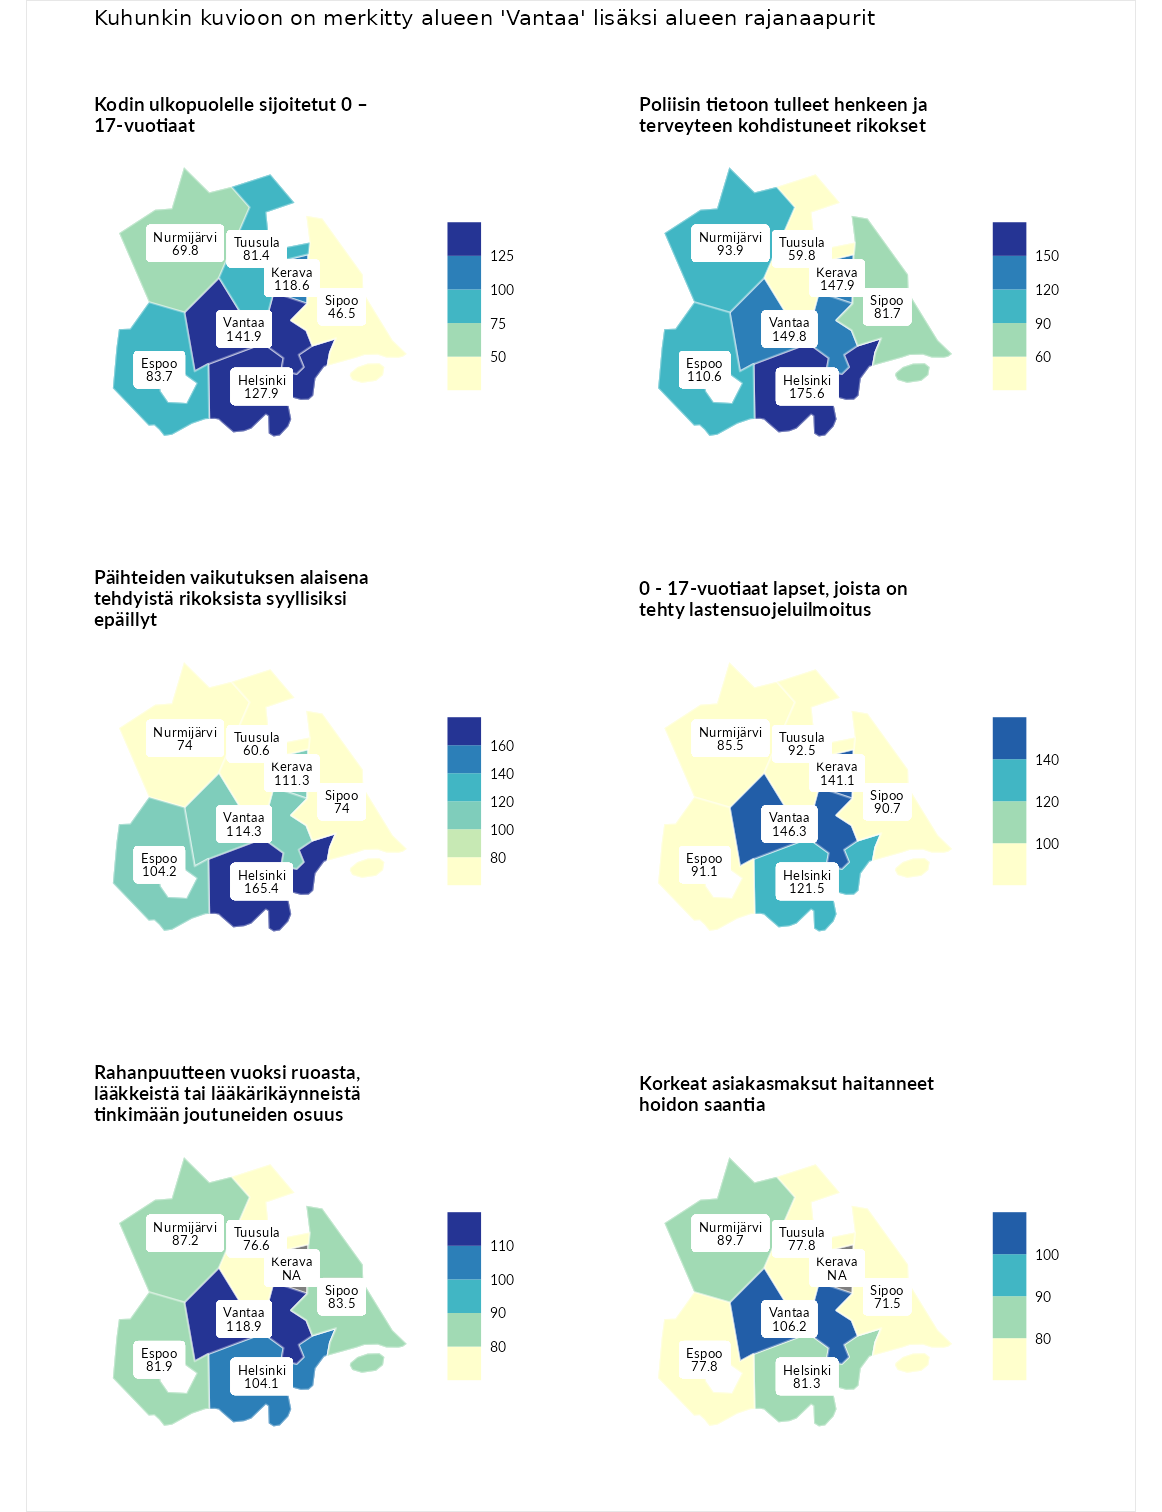 Kuhunkin kuvioon on merkitty alueen 'Vantaa' lisäksi alueen rajanaapurit
Kodin ulkopuolelle sijoitetut 0 –
17-vuotiaat
Nurmijärvi
69.8
Tuusula
81.4
Kerava
118.6
Sipoo
46.5
Vantaa
141.9
Espoo
83.7
Helsinki
127.9
125
100
75
50
Poliisin tietoon tulleet henkeen ja
terveyteen kohdistuneet rikokset
Nurmijärvi
93.9
Tuusula
59.8
Kerava
147.9
Sipoo
81.7
Vantaa
149.8
Espoo
110.6
Helsinki
175.6
150
120
90
60
Päihteiden vaikutuksen alaisena
tehdyistä rikoksista syyllisiksi
epäillyt
Nurmijärvi
74
Tuusula
60.6
Kerava
111.3
Sipoo
74
Vantaa
114.3
Espoo
104.2
Helsinki
165.4
160
140
120
100
80
0 - 17-vuotiaat lapset, joista on
tehty lastensuojeluilmoitus
Nurmijärvi
85.5
Tuusula
92.5
Kerava
141.1
Sipoo
90.7
Vantaa
146.3
Espoo
91.1
Helsinki
121.5
140
120
100
Rahanpuutteen vuoksi ruoasta,
lääkkeistä tai lääkärikäynneistä
tinkimään joutuneiden osuus
Nurmijärvi
87.2
Tuusula
76.6
Kerava
NA
Sipoo
83.5
Vantaa
118.9
Espoo
81.9
Helsinki
104.1
110
100
90
80
Korkeat asiakasmaksut haitanneet
hoidon saantia
Nurmijärvi
89.7
Tuusula
77.8
Kerava
NA
Sipoo
71.5
Vantaa
106.2
Espoo
77.8
Helsinki
81.3
100
90
80